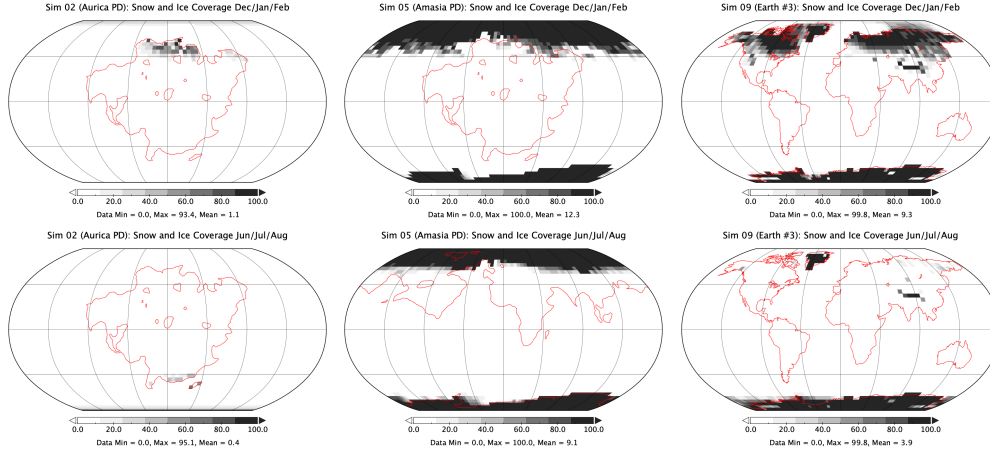 Sim 02 (Aurica PD): Snow and Ice Coverage Dec/Jan/Feb
Sim 05 (Amasia PD): Snow and Ice Coverage Dec/Jan/Feb
Sim 09 (Earth #3): Snow and Ice Coverage Dec/Jan/Feb
0.0 20.0 40.0 60.0 80.0 100.0
0.0 20.0 40.0 60.0 80.0 100.0
0.0 20.0 40.0 60.0 80.0 100.0
Data Min = 0.0, Max = 93.4, Mean = 1.1
Data Min = 0.0, Max = 100.0, Mean = 12.3
Data Min = 0.0, Max = 99.8, Mean = 9.3
Sim 02 (Aurica PD): Snow and Ice Coverage Jun/Jul/Aug
Sim 05 (Amasia PD): Snow and Ice Coverage Jun/Jul/Aug
Sim 09 (Earth #3): Snow and Ice Coverage Jun/Jul/Aug
0.0 20.0 40.0 60.0 80.0 100.0
0.0 20.0 40.0 60.0 80.0 100.0
0.0 20.0 40.0 60.0 80.0 100.0
Data Min = 0.0, Max = 95.1, Mean = 0.4
Data Min = 0.0, Max = 100.0, Mean = 9.1
Data Min = 0.0, Max = 99.8, Mean = 3.9